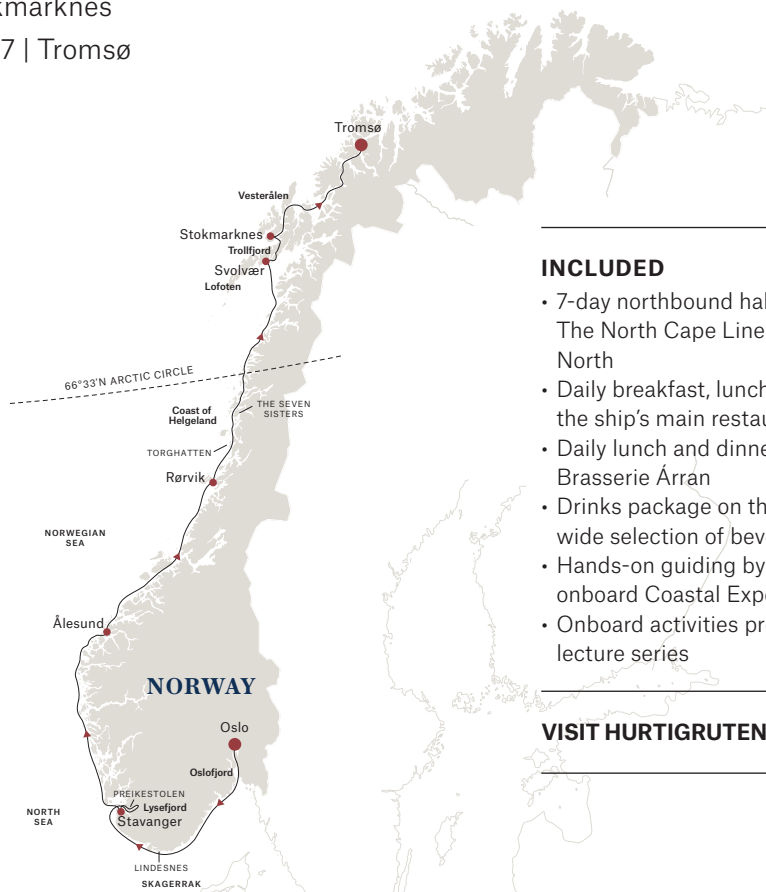 kmarknes
7 | Tromsø
Tromsø
Vesterålen
Stokmarknes
Trollfjord
Svolvær
Lofoten
66°33'N ARCTIC CIRCLE
THE SEVEN
SISTERS
Coast of
Helgeland
TORGHATTEN
Rørvik
NORWEGIAN
SEA
Ålesund
NORWAY
Oslo
Oslofjord
PREIKESTOLEN
Lysefjord
Stavanger
NORTH
SEA
LINDESNES
SKAGERRAK
INCLUDED
• 7-day northbound hal
The North Cape Line
North
• Daily breakfast, lunch
the ship's main restau
• Daily lunch and dinne
Brasserie Árran
• Drinks package on th
wide selection of bev
• Hands-on guiding by
onboard Coastal Expe
• Onboard activities pr
lecture series
VISIT HURTIGRUTEN